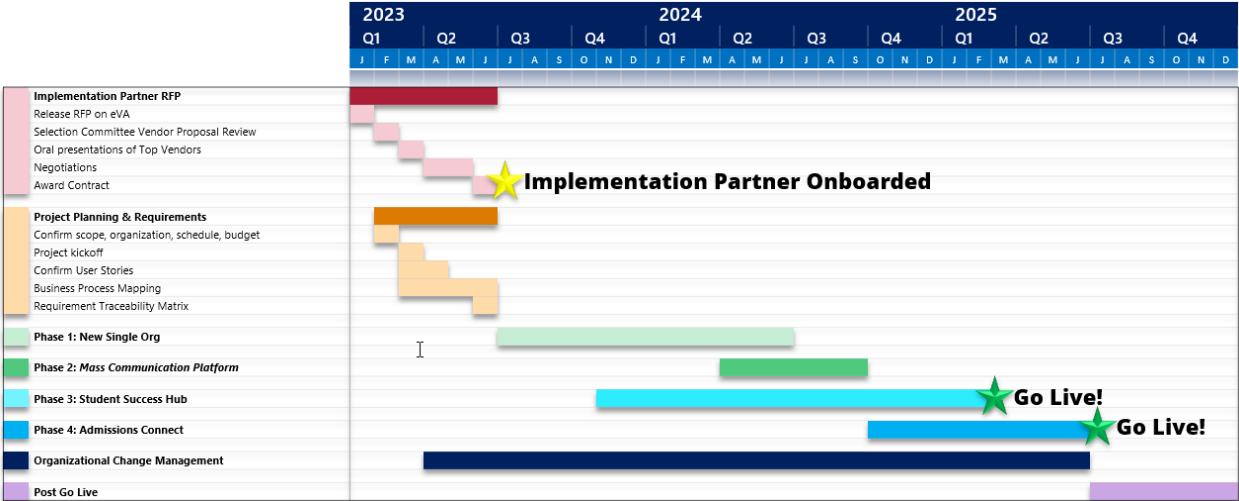 2023 2024 2025
Q1 Q2 Q3 Q4 Q1 Q2 Q3 Q4 Q1 Q2 Q3 Q4
J F M A M J J A S O N D J F M A M J J A S O N D J F M A M J J A S O N D
Implementation Partner RFP
Release RFP on eVA
Selection Committee Vendor Proposal Review
Oral presentations of Top Vendors
Negotiations
Award Contract
Implementation Partner Onboarded
Project Planning & Requirements
Confirm scope, organization, schedule, budget
Project kickoff
Confirm User Stories
Business Process Mapping
Requirement Traceability Matrix
Phase 1: New Single Org
Phase 2: Mass Communication Platform
Phase 3: Student Success Hub
Go Live!
Phase 4: Admissions Connect
Go Live!
Organizational Change Management
Post Go Live